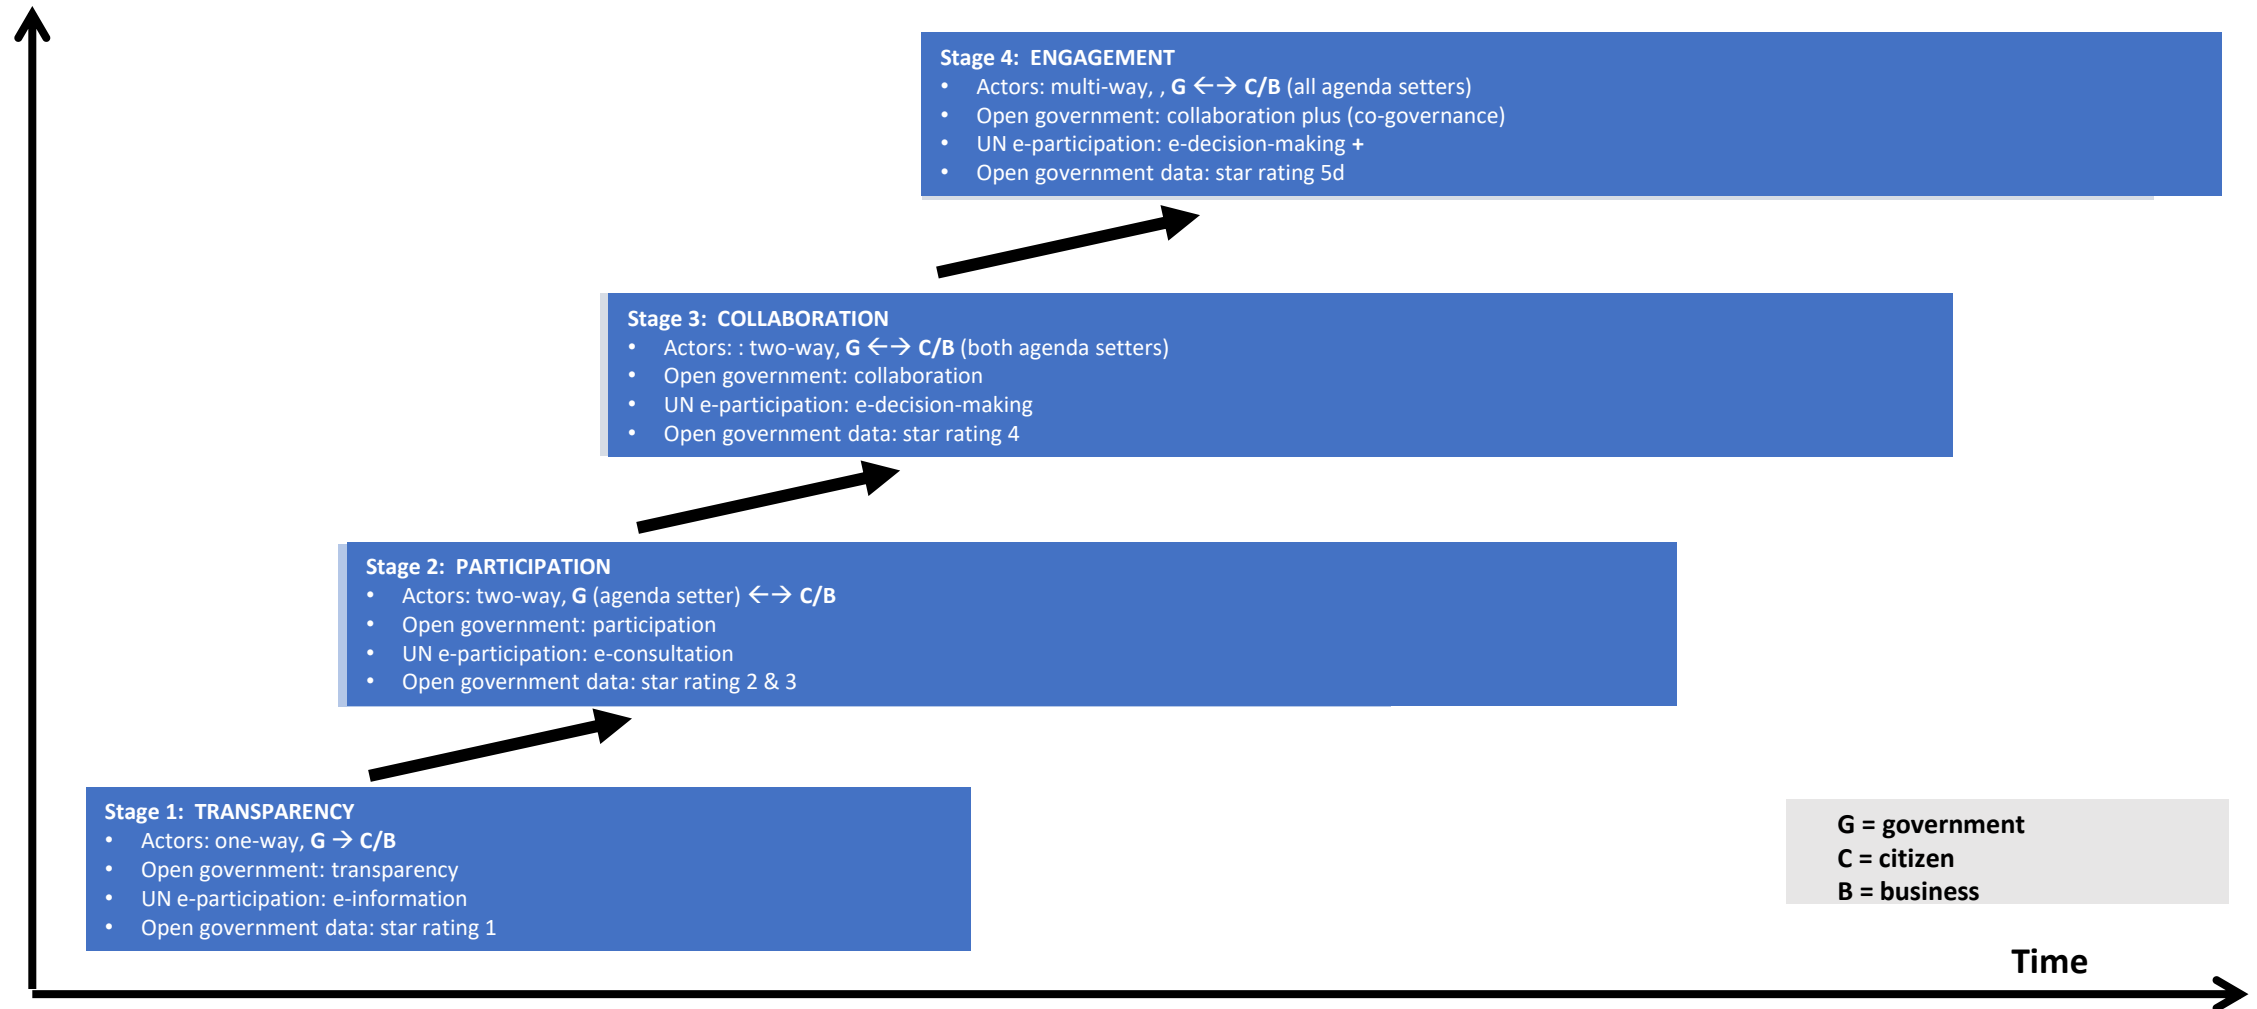 Stage 4:  ENGAGEMENT
• Actors: multi-way, , G ←→ C/B (all agenda setters)
• Open government: collaboration plus (co-governance)
• UN e-participation: e-decision-making +
• Open government data: star rating 5d
Stage 3:  COLLABORATION
• Actors: : two-way, G ←→ C/B (both agenda setters)
• Open government: collaboration
• UN e-participation: e-decision-making
• Open government data: star rating 4
Stage 2:  PARTICIPATION
• Actors: two-way, G (agenda setter) ←→ C/B
• Open government: participation
• UN e-participation: e-consultation
• Open government data: star rating 2 & 3
Stage 1:  TRANSPARENCY
• Actors: one-way, G → C/B
• Open government: transparency
• UN e-participation: e-information
• Open government data: star rating 1
G = government
C = citizen
B = business
Time